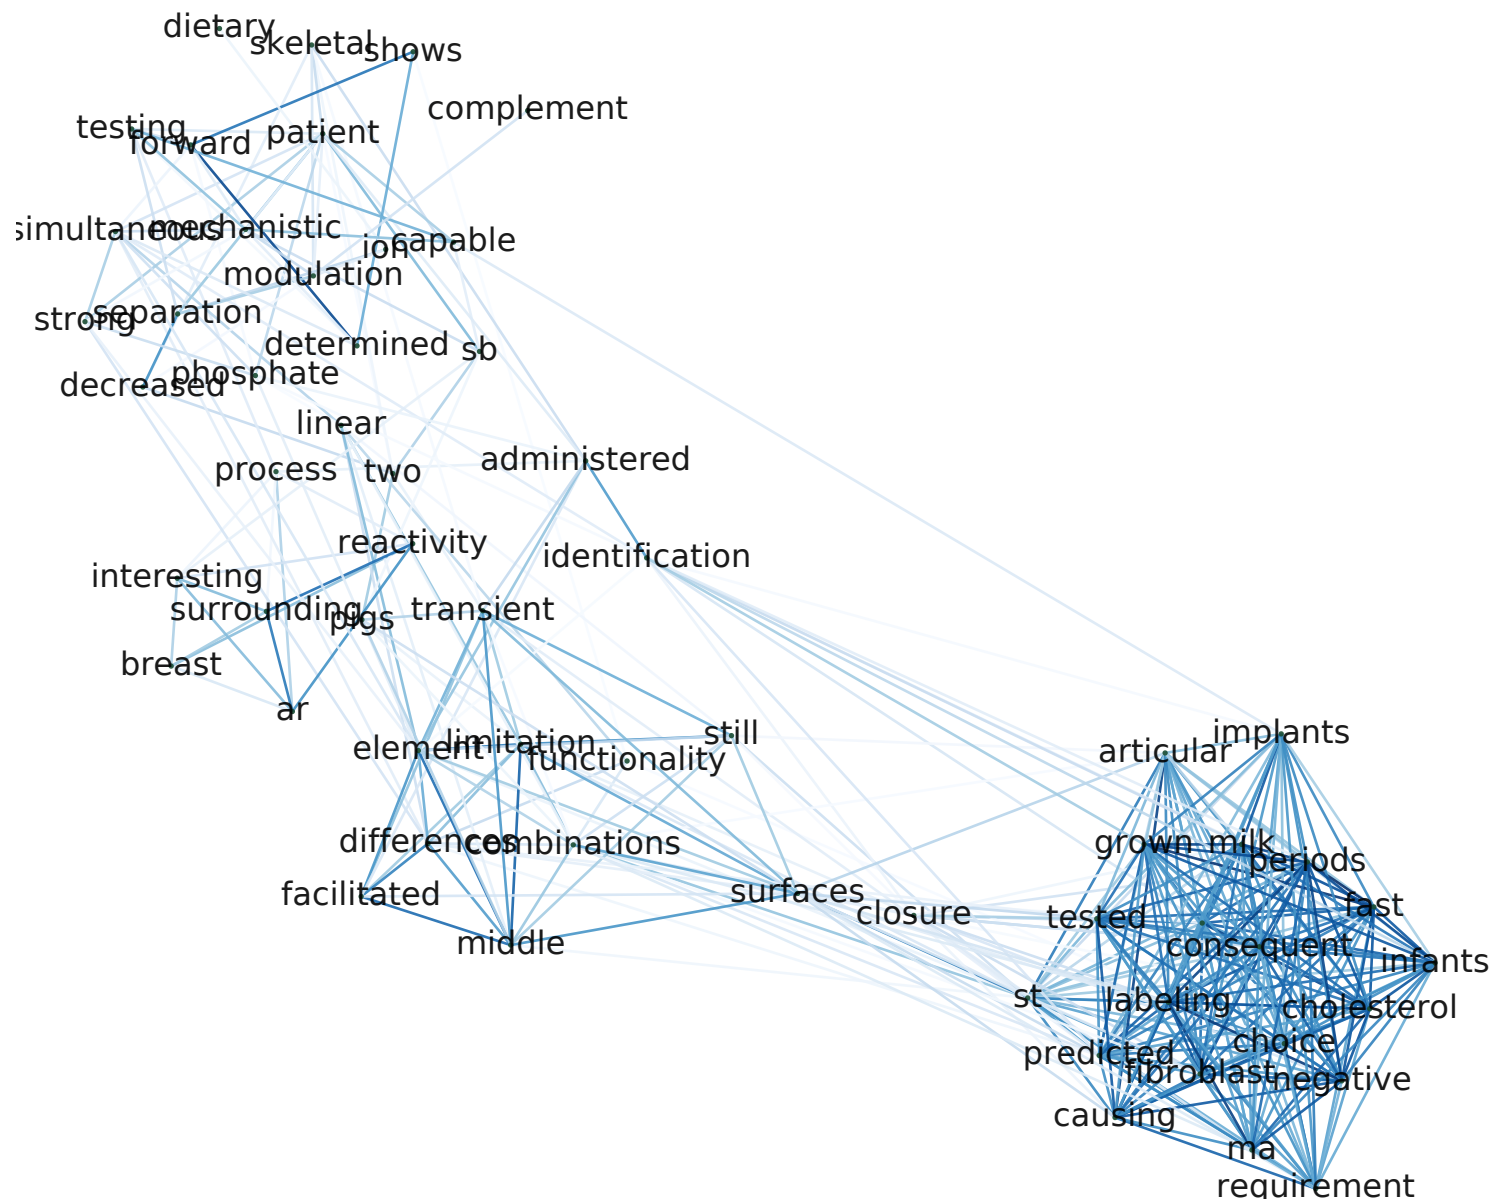 dietary
skeletal
shows
complement
testing
forward
patient
simultaneous
mechanistic
ion
capable
modulation
strong
separation
determined
sb
decreased
phosphate
linear
process
two
administered
reactivity
identification
interesting
surrounding
pigs
transient
breast
ar
element
limitation
functionality
still
implants
articular
differences
combinations
grown
milk
periods
facilitated
surfaces
closure
tested
fast
middle
consequent
infants
st
labeling
cholesterol
predicted
choice
fibroblast
negative
causing
ma
requirement